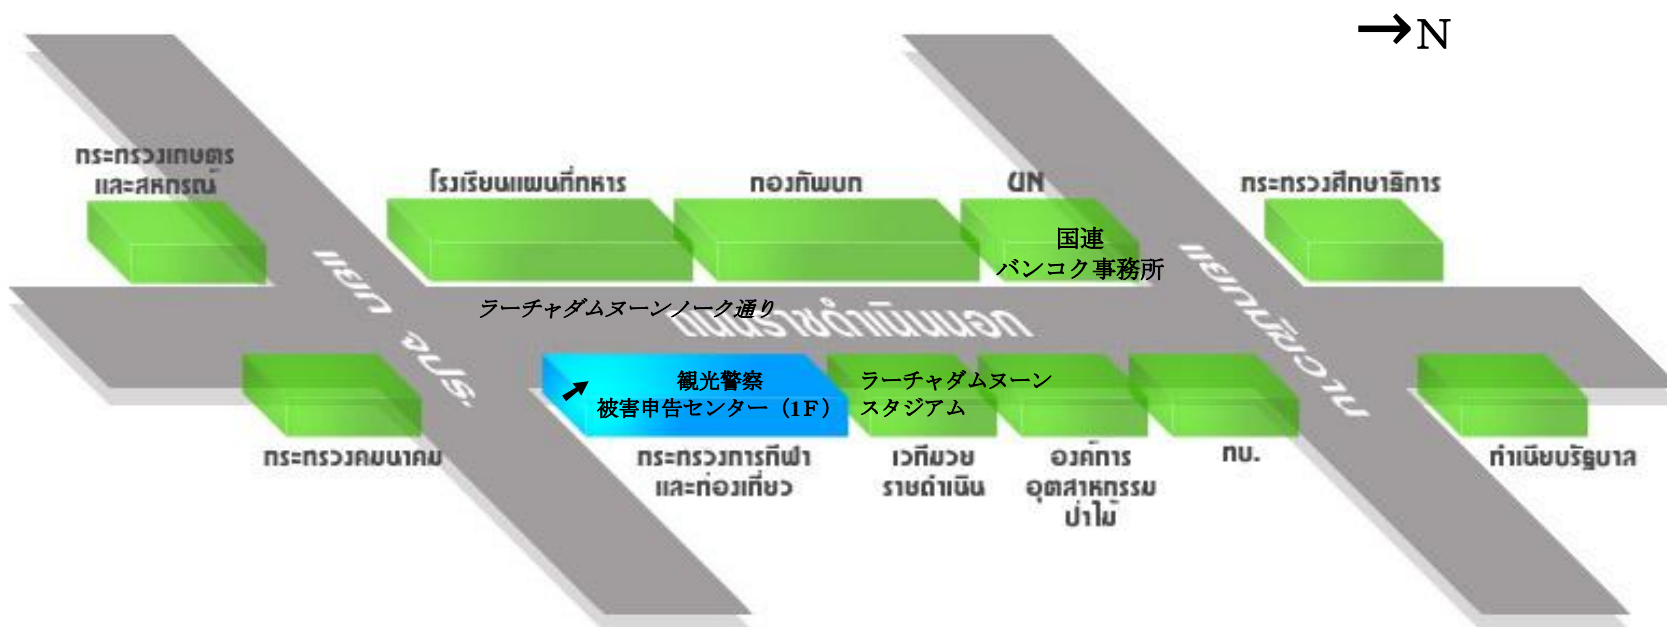 →N
กระทรวงเกษตร
และสหกรณ์
โรงเรียนแผนที่ทหาร
กองทัพบก
UN
กระทรวงศึกษาธิการ
国連
バンコク事務所
แยก จปร.
ラーチャダムヌーンノーク通り
ถนนราชดำเนินนอก
แยกมัฆวาน
観光警察
被害申告センター（1F）
ラーチャダムヌーン
スタジアム
กระทรวงคมนาคม
กระทรวงการกีฬา
และท่องเที่ยว
เวทีมวย
ราชดำเนิน
องค์การ
อุตสาหกรรม
ป่าไม้
ทบ.
ทำเนียบรัฐบาล